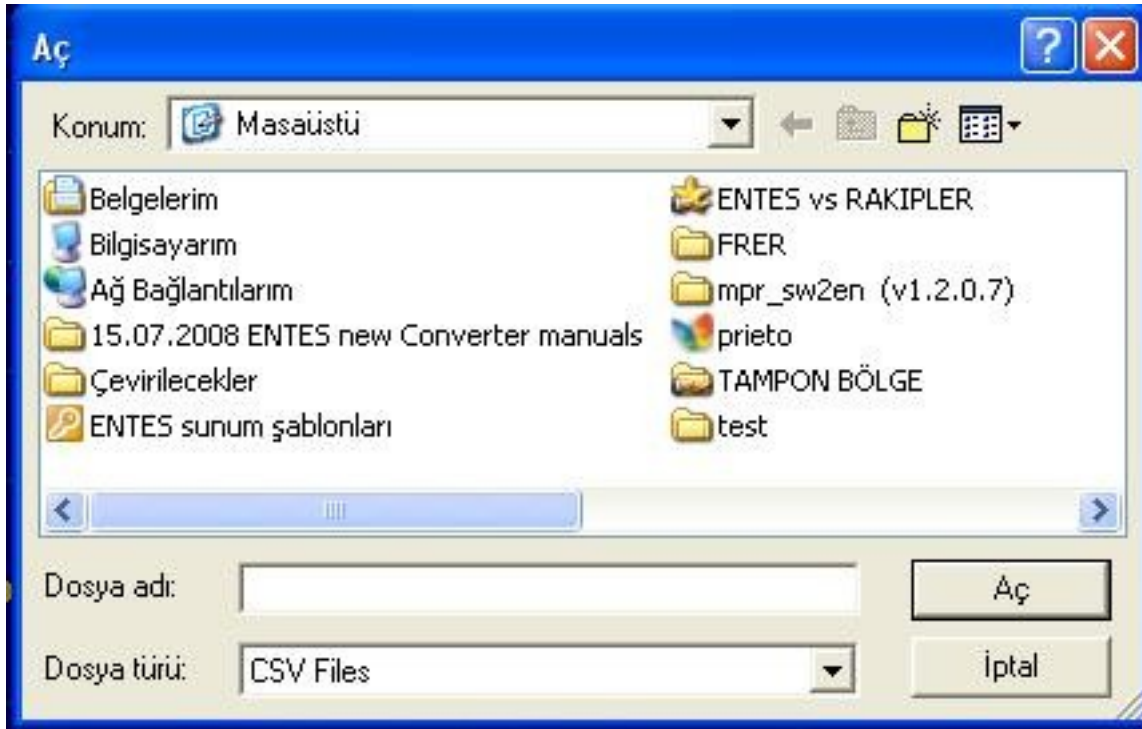 Aç
Konum: Masaüstü
Belgelerim
Bilgisayarım
Ağ Bağlantılarım
15.07.2008 ENTES new Converter manuals
Çevirilecekler
ENTES sunum şablonları
ENTES vs RAKIPLER
FRER
mpr_sw2en (v1.2.0.7)
prieto
TAMPON BÖLGE
test
Dosya adı:
Aç
Dosya türü: CSV Files
İptal